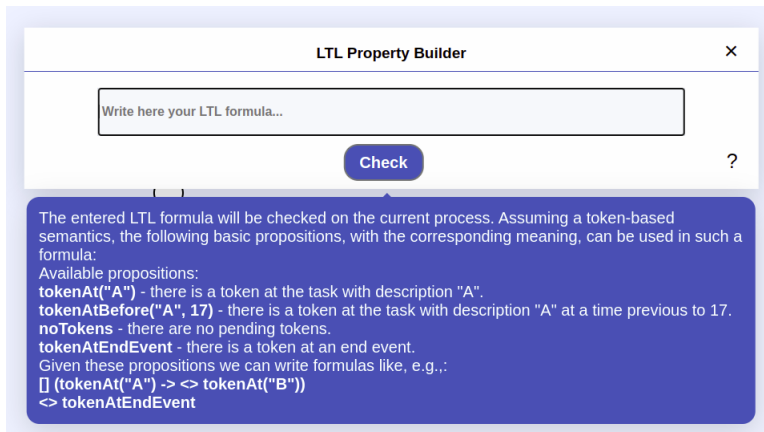 LTL Property Builder
✕
Write here your LTL formula...
Check
?
The entered LTL formula will be checked on the current process. Assuming a token-based
semantics, the following basic propositions, with the corresponding meaning, can be used in such a
formula:
Available propositions:
tokenAt("A") - there is a token at the task with description "A".
tokenAtBefore("A", 17) - there is a token at the task with description "A" at a time previous to 17.
noTokens - there are no pending tokens.
tokenAtEndEvent - there is a token at an end event.
Given these propositions we can write formulas like, e.g.,:
[] (tokenAt("A") -> <> tokenAt("B"))
<> tokenAtEndEvent